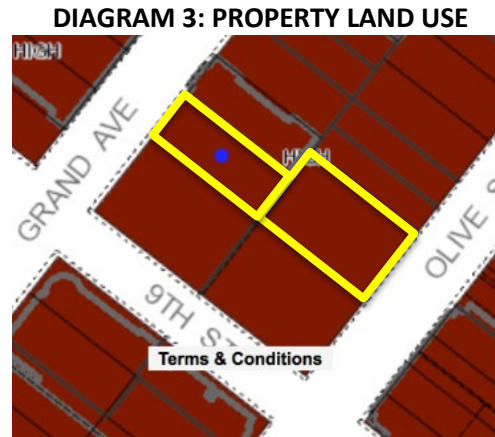 DIAGRAM 3: PROPERTY LAND USE
HIGH
GRAND AVE
HIGH
OLIVE S
9TH ST
Terms & Conditions